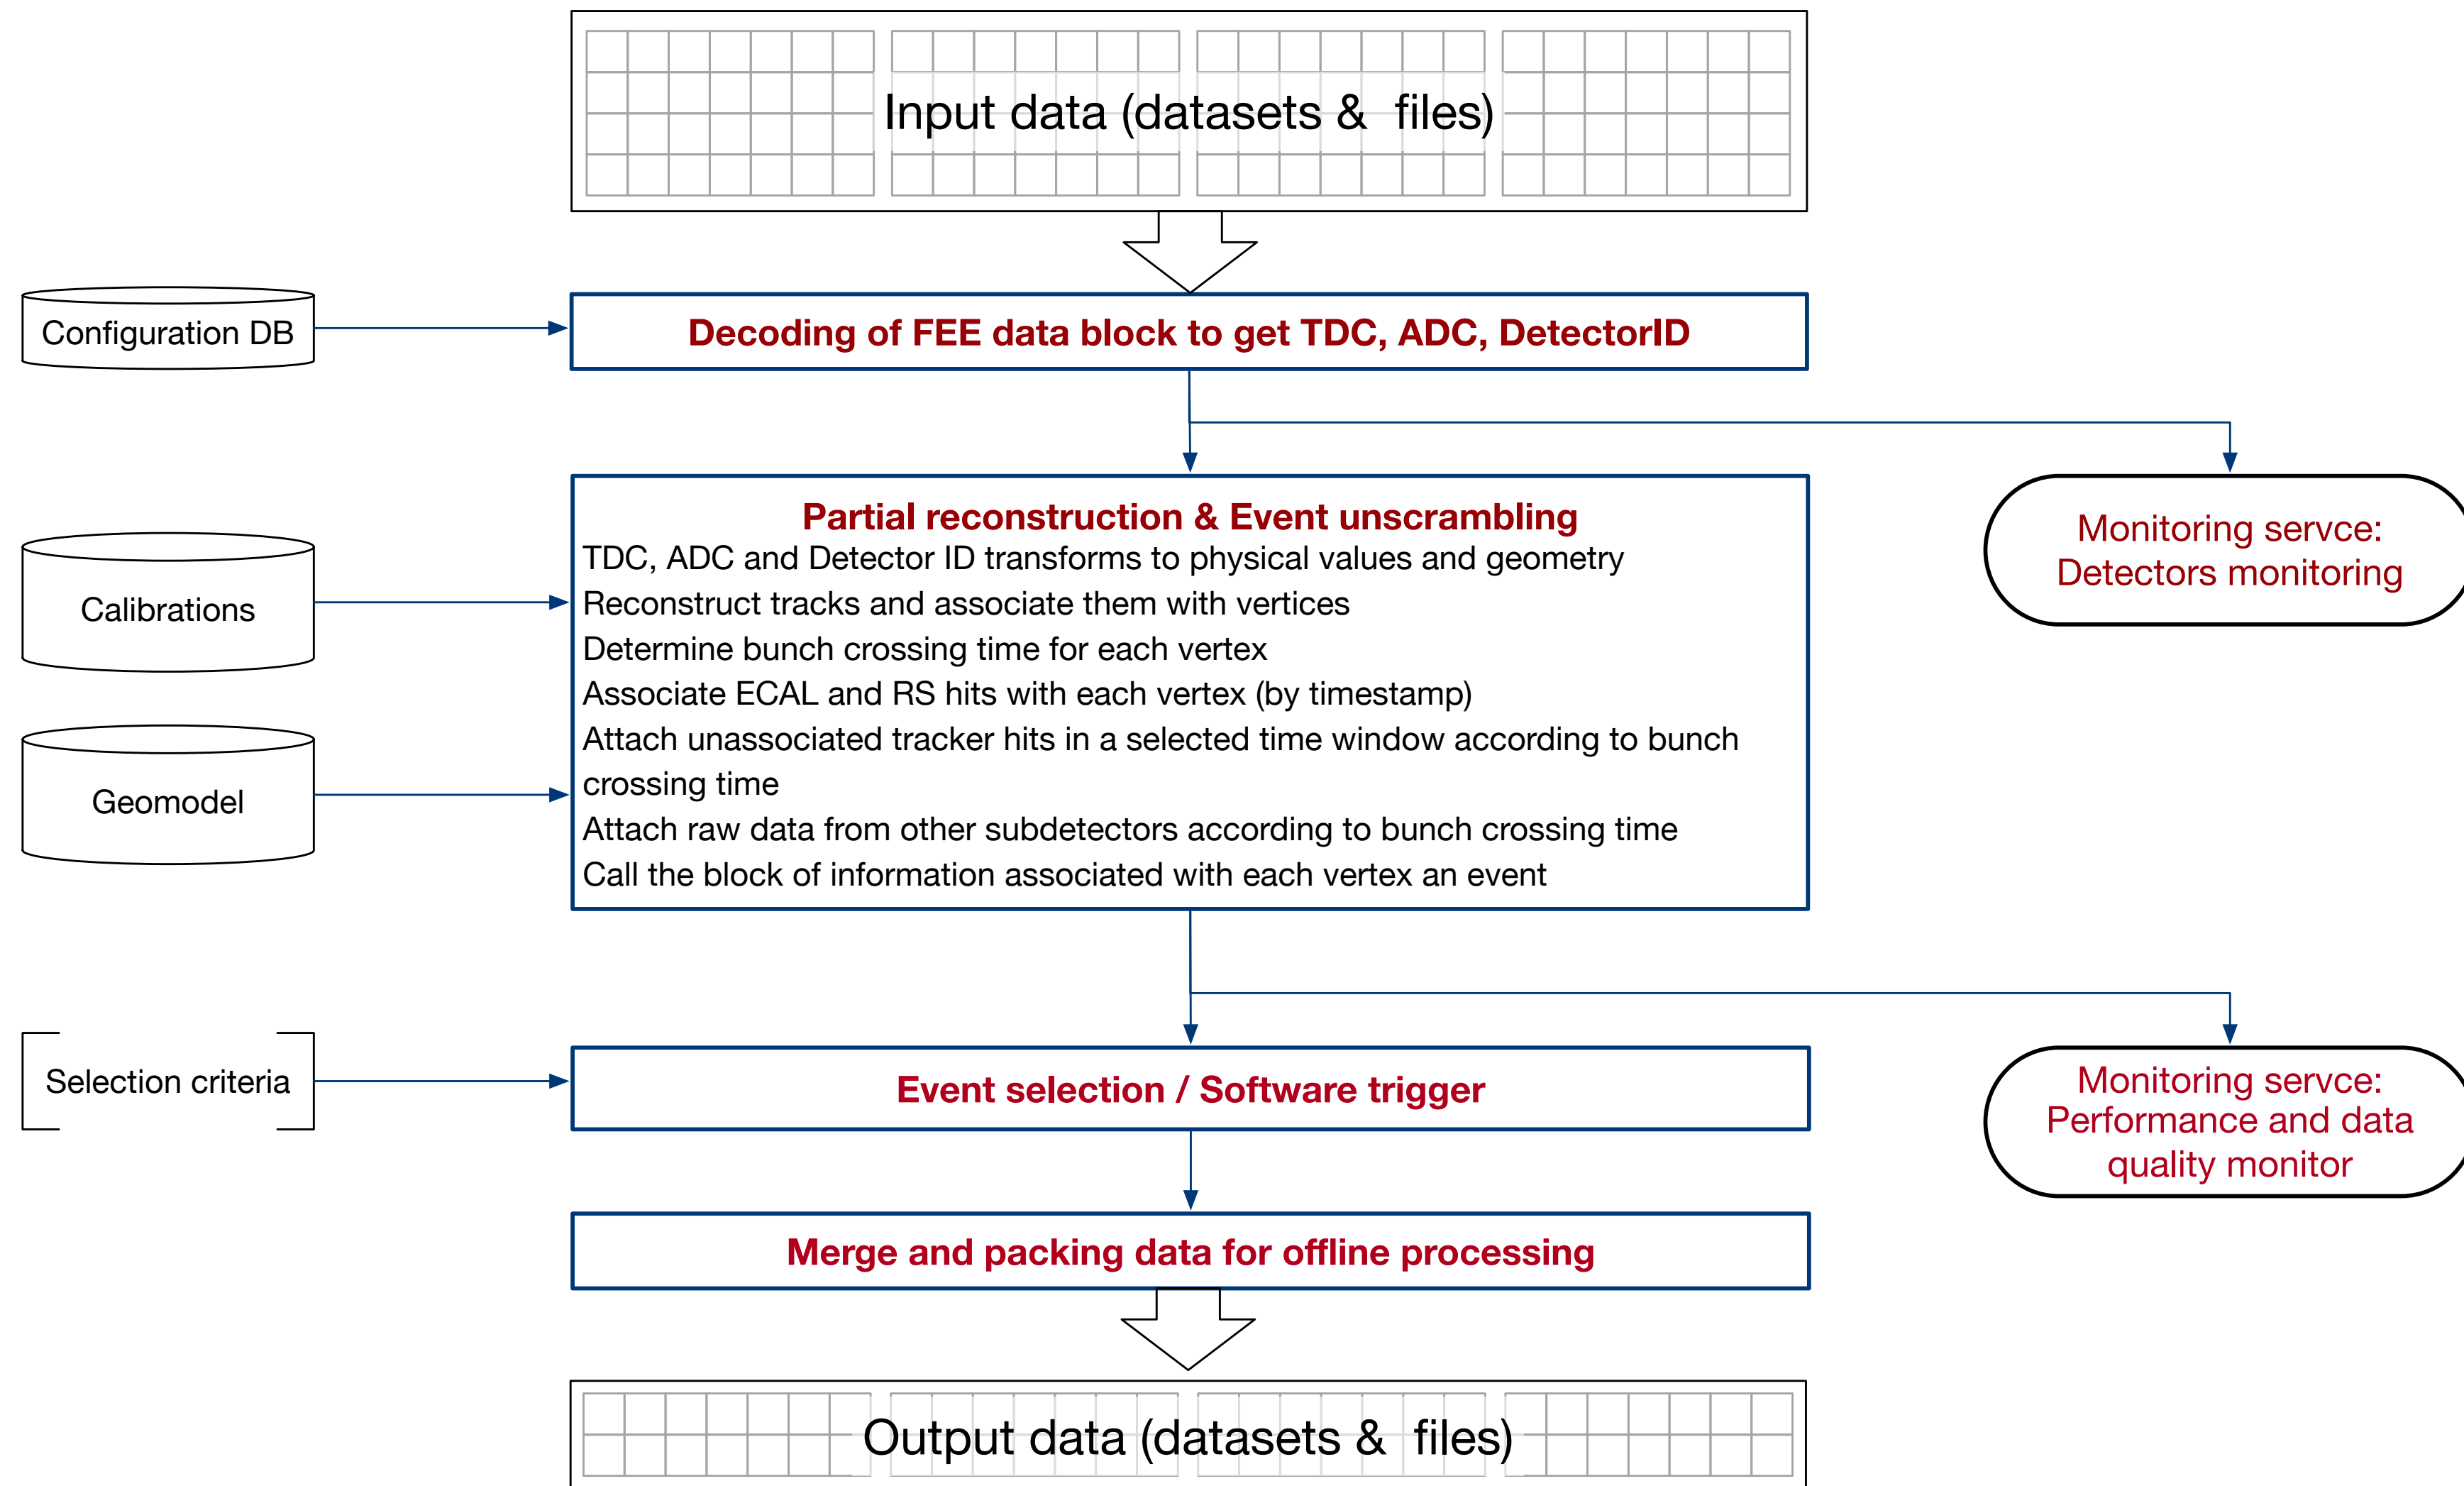 Input data (datasets & files)
Configuration DB
Decoding of FEE data block to get TDC, ADC, DetectorID
Partial reconstruction & Event unscrambling
TDC, ADC and Detector ID transforms to physical values and geometry
Reconstruct tracks and associate them with vertices
Determine bunch crossing time for each vertex
Associate ECAL and RS hits with each vertex (by timestamp)
Attach unassociated tracker hits in a selected time window according to bunch
crossing time
Attach raw data from other subdetectors according to bunch crossing time
Call the block of information associated with each vertex an event
Monitoring servce:
Detectors monitoring
Calibrations
Geomodel
Selection criteria
Event selection / Software trigger
Monitoring servce:
Performance and data
quality monitor
Merge and packing data for offline processing
Output data (datasets & files)